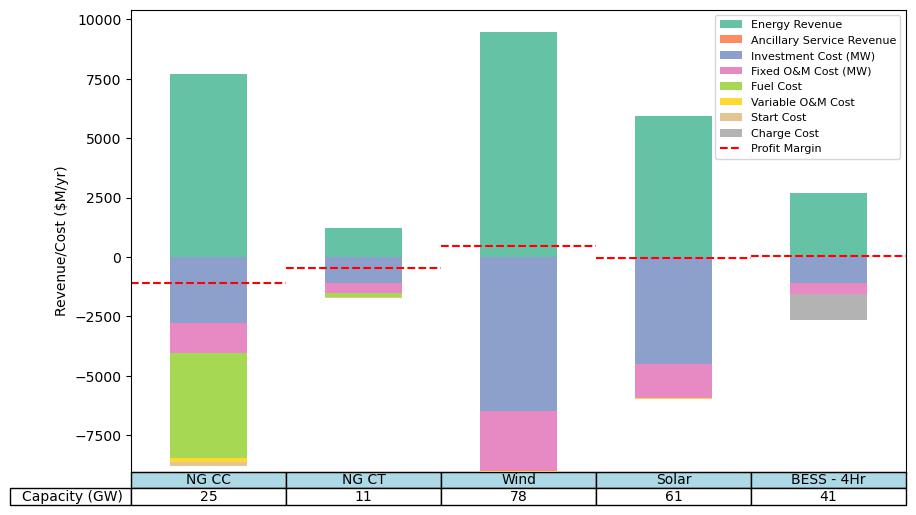 10000
7500
5000
2500
0
−2500
−5000
−7500
Revenue/Cost ($M/yr)
Energy Revenue
Ancillary Service Revenue
Investment Cost (MW)
Fixed O&M Cost (MW)
Fuel Cost
Variable O&M Cost
Start Cost
Charge Cost
Profit Margin
NG CC NG CT Wind Solar BESS - 4Hr
Capacity (GW) 25 11 78 61 41